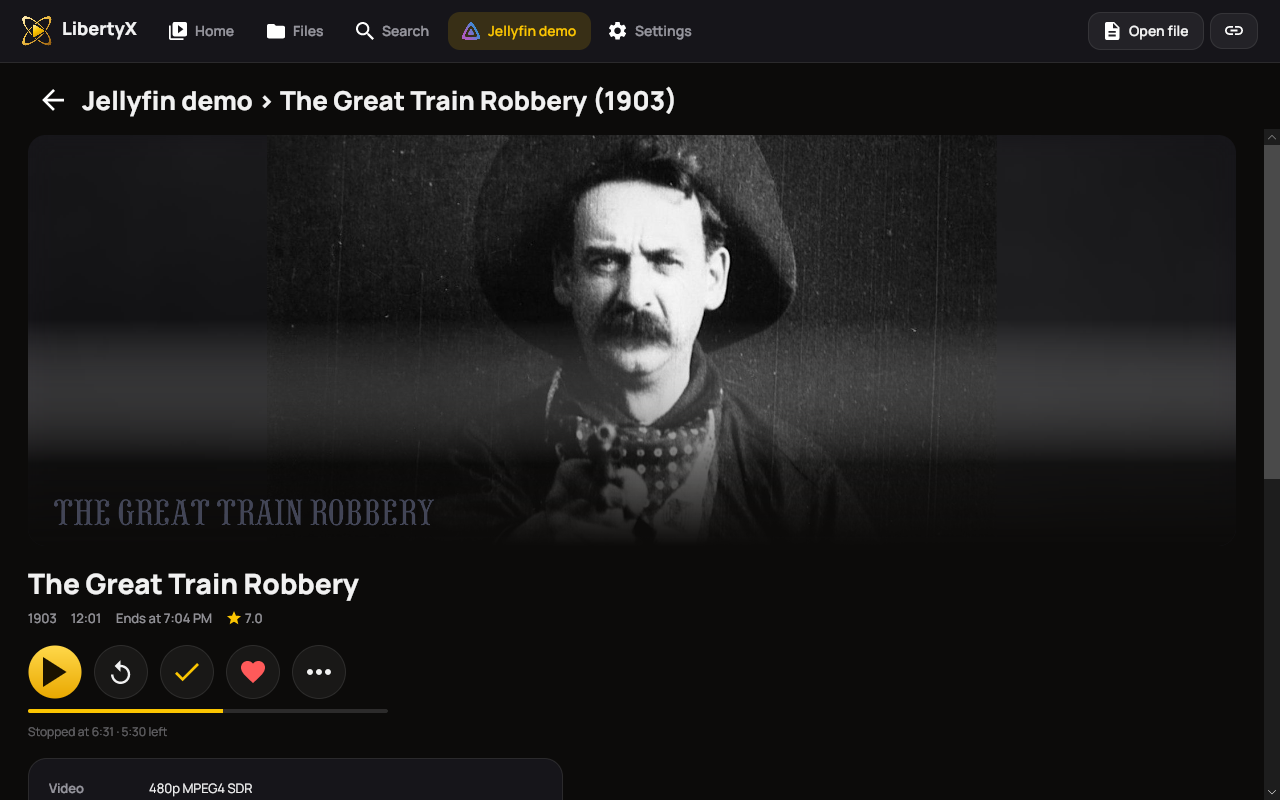 LibertyX
Home
Files
Search
Jellyfin demo
Settings
Open file
Jellyfin demo › The Great Train Robbery (1903)
THE GREAT TRAIN ROBBERY
The Great Train Robbery
1903 12:01 Ends at 7:04 PM 7.0
Stopped at 6:31 · 5:30 left
Video 480p MPEG4 SDR